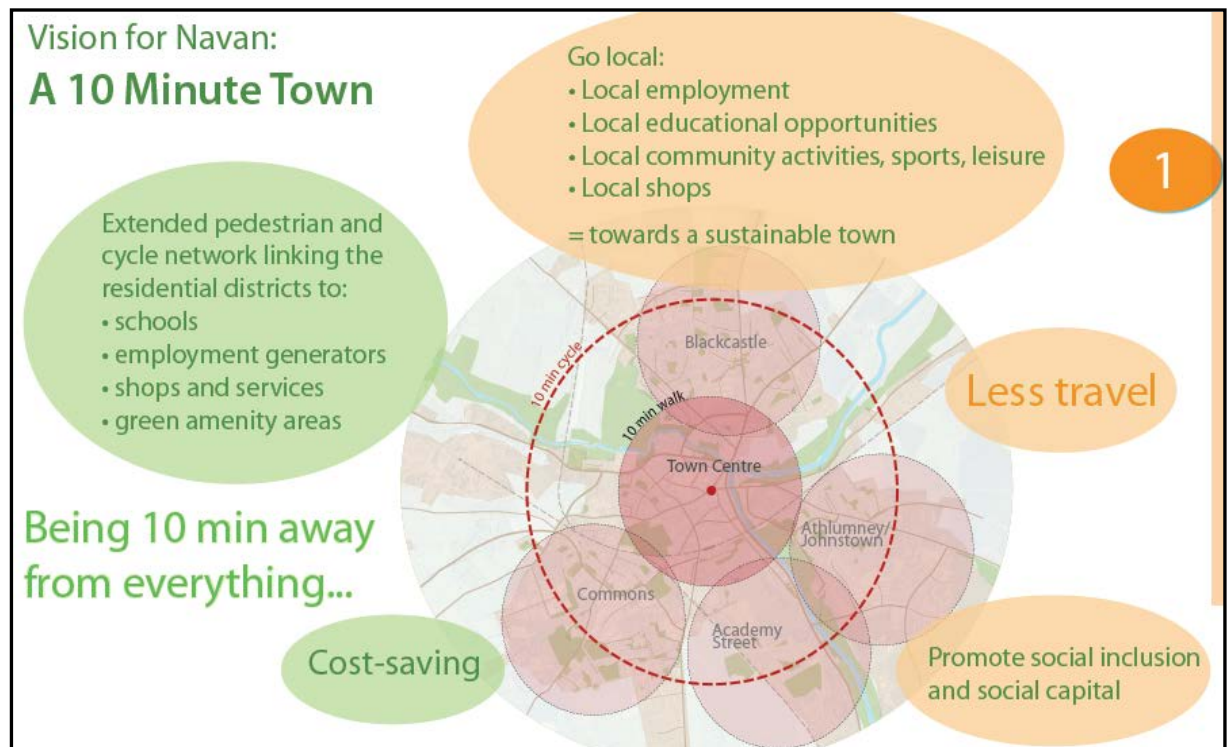 Vision for Navan:
A 10 Minute Town
Go local:
• Local employment
• Local educational opportunities
• Local community activities, sports, leisure
• Local shops
= towards a sustainable town
1
Extended pedestrian and
cycle network linking the
residential districts to:
• schools
• employment generators
• shops and services
• green amenity areas
10 min cycle
Blackcastle
10 min walk
Town Centre
Less travel
Athlumney/
Johnstown
Being 10 min away
from everything...
Commons
Academy
Street
Cost-saving
Promote social inclusion
and social capital